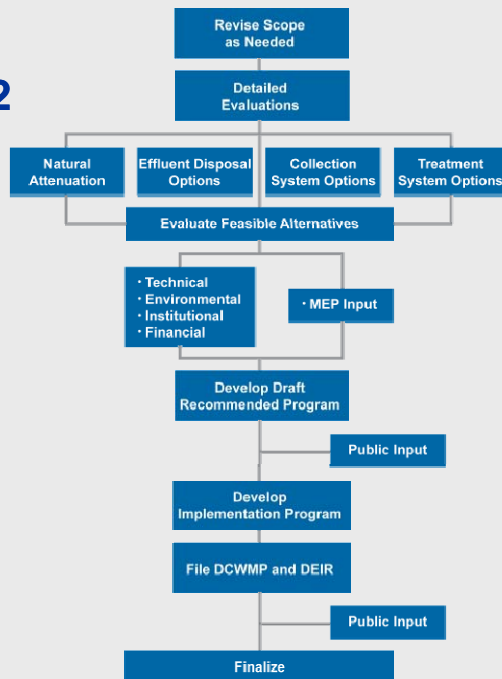 Revise Scope
as Needed
2
Detailed
Evaluations
Natural
Attenuation
Effluent Disposal
Options
Collection
System Options
Treatment
System Options
Evaluate Feasible Alternatives
· Technical
· Environmental
· Institutional
· Financial
· MEP Input
Develop Draft
Recommended Program
Public Input
Develop
Implementation Program
File DCWMP and DEIR
Public Input
Finalize